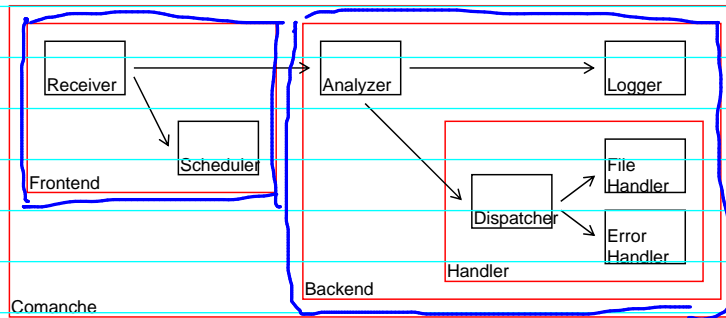 Receiver
Analyzer
Logger
Scheduler
Frontend
File
Handler
Dispatcher
Error
Handler
Handler
Backend
Comanche